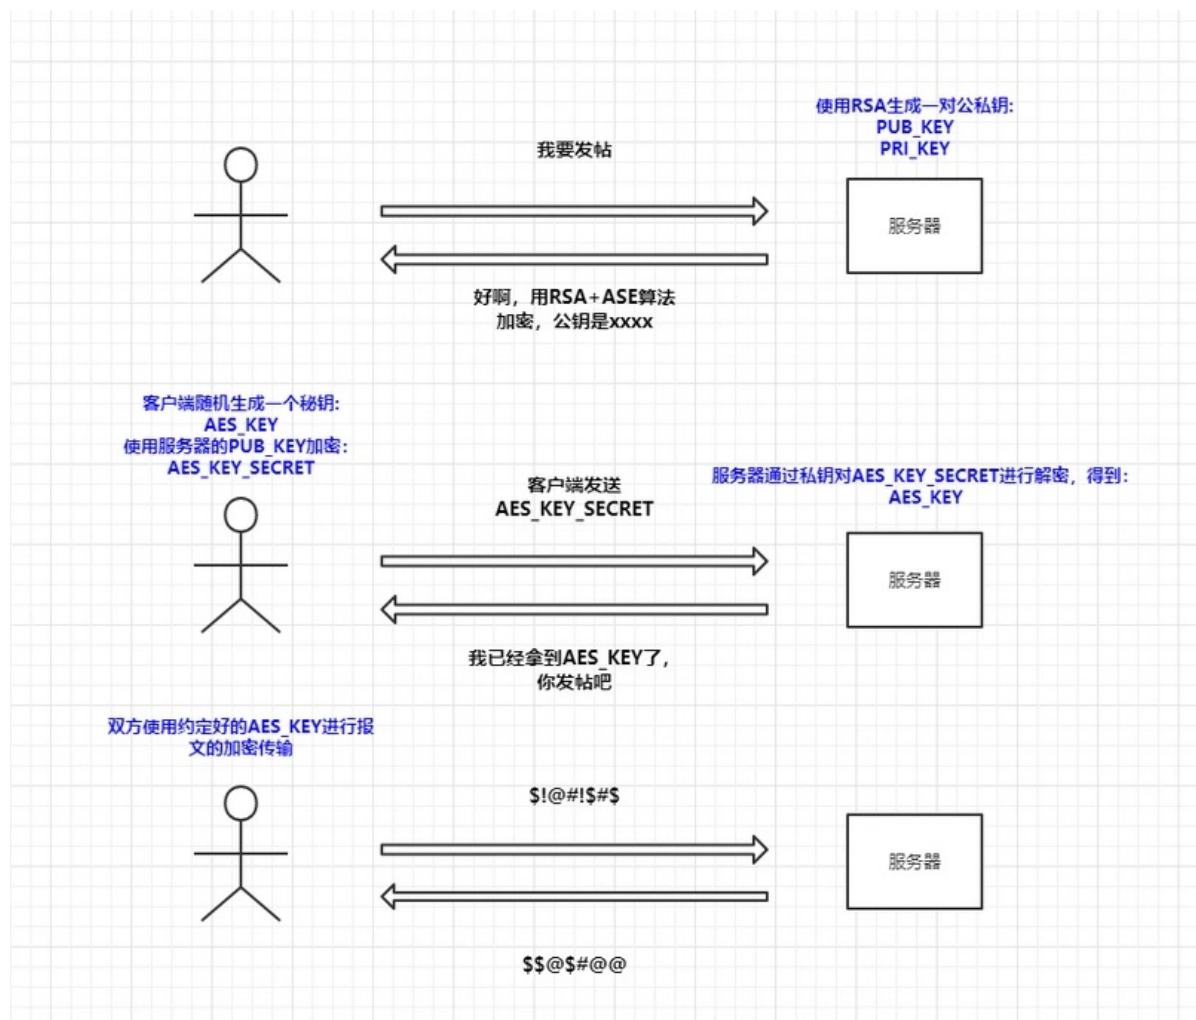 使用RSA生成一对公私钥:
PUB_KEY
PRI_KEY
我要发帖
服务器
好啊，用RSA+ASE算法
加密，公钥是xxxx
客户端随机生成一个秘钥:
AES_KEY
使用服务器的PUB_KEY加密:
AES_KEY_SECRET
客户端发送
AES_KEY_SECRET
服务器通过私钥对AES_KEY_SECRET进行解密，得到:
AES_KEY
服务器
我已经拿到AES_KEY了，
你发帖吧
双方使用约定好的AES_KEY进行报
文的加密传输
$!@#!$#$
服务器
$$@$#@@